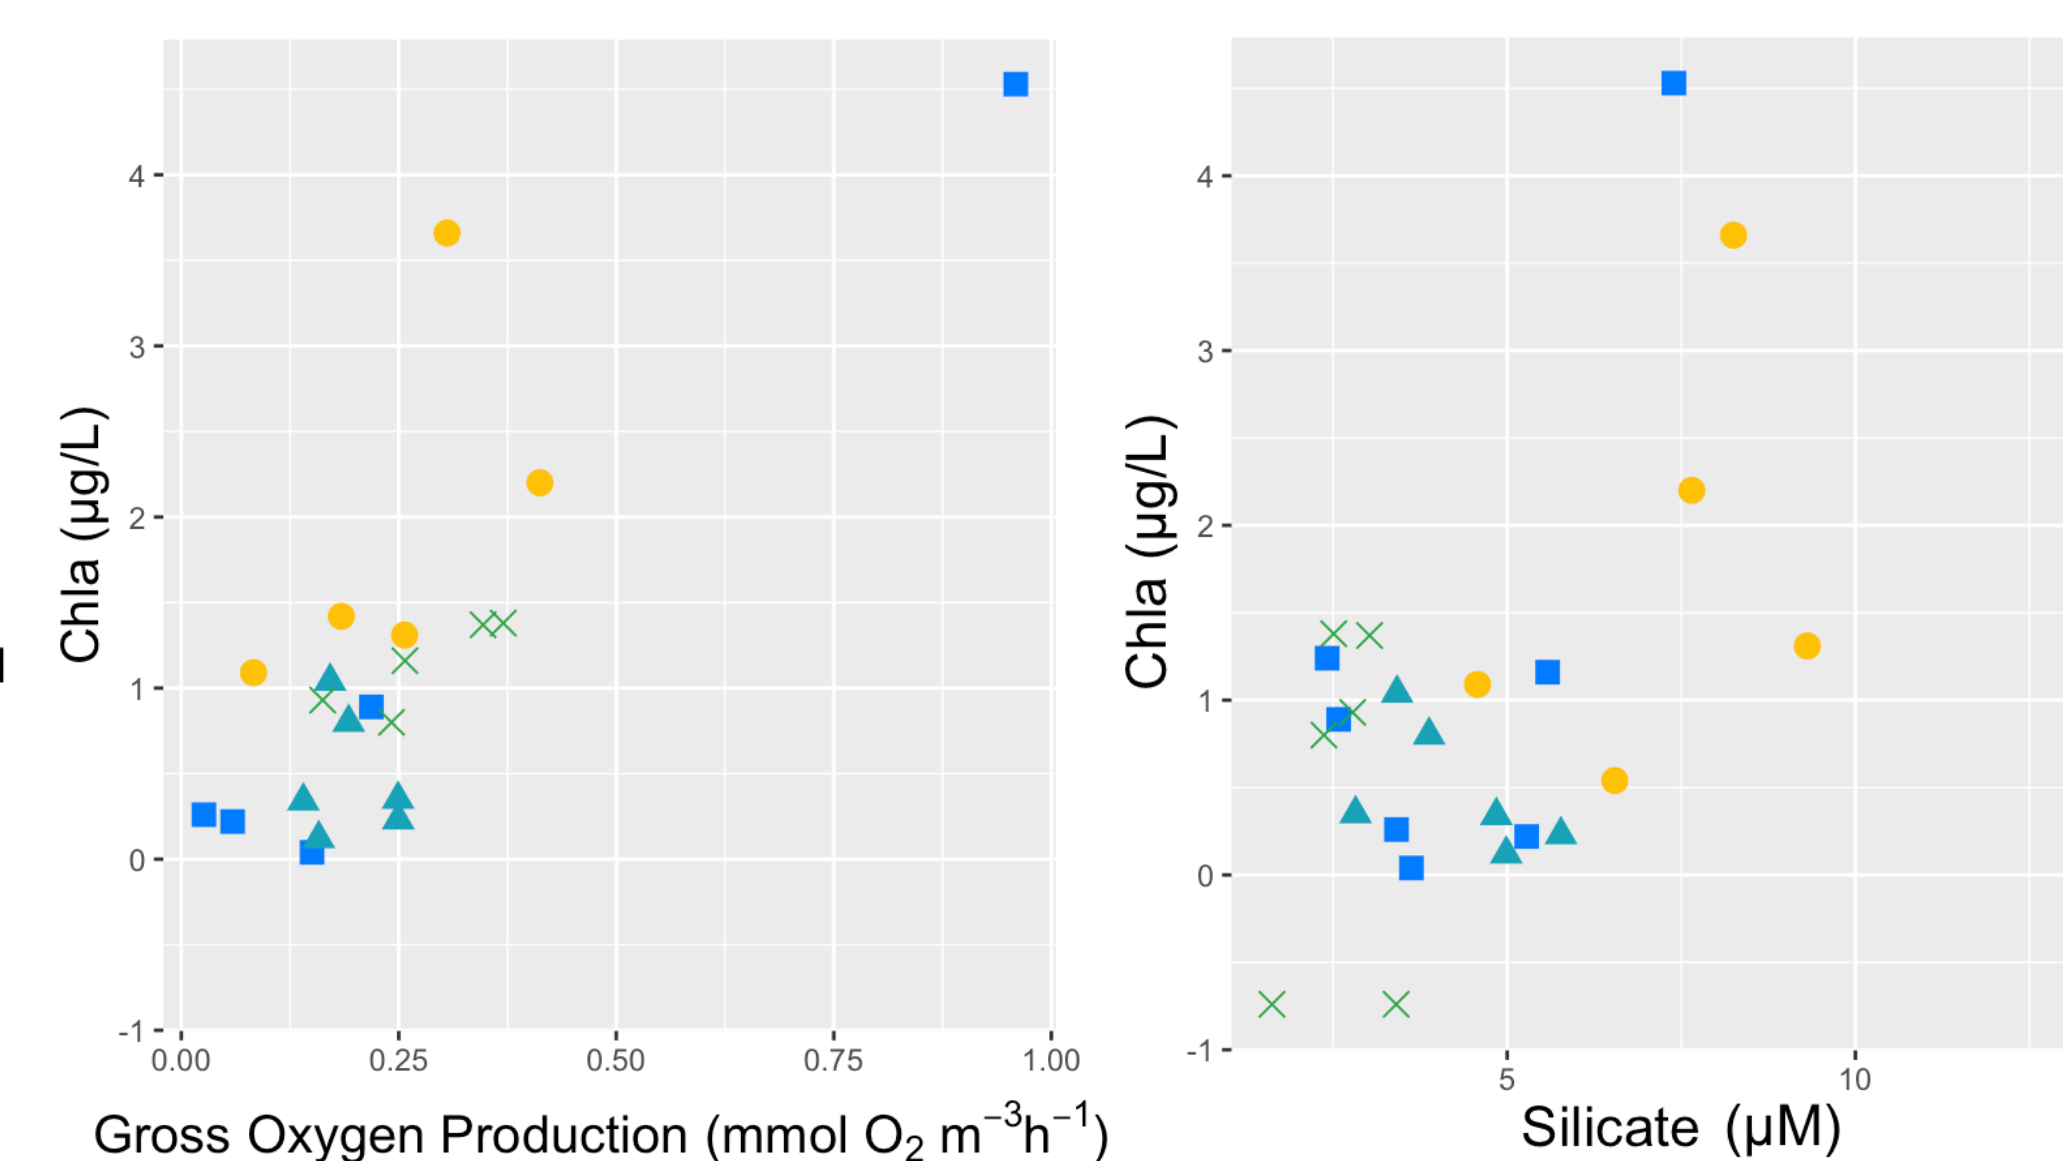 Chla (µg/L)
4
3
2
1
0
-1
0.00 0.25 0.50 0.75 1.00
Gross Oxygen Production (mmol O₂ m⁻³h⁻¹)
Chla (µg/L)
4
3
2
1
0
-1
5 10
Silicate (µM)